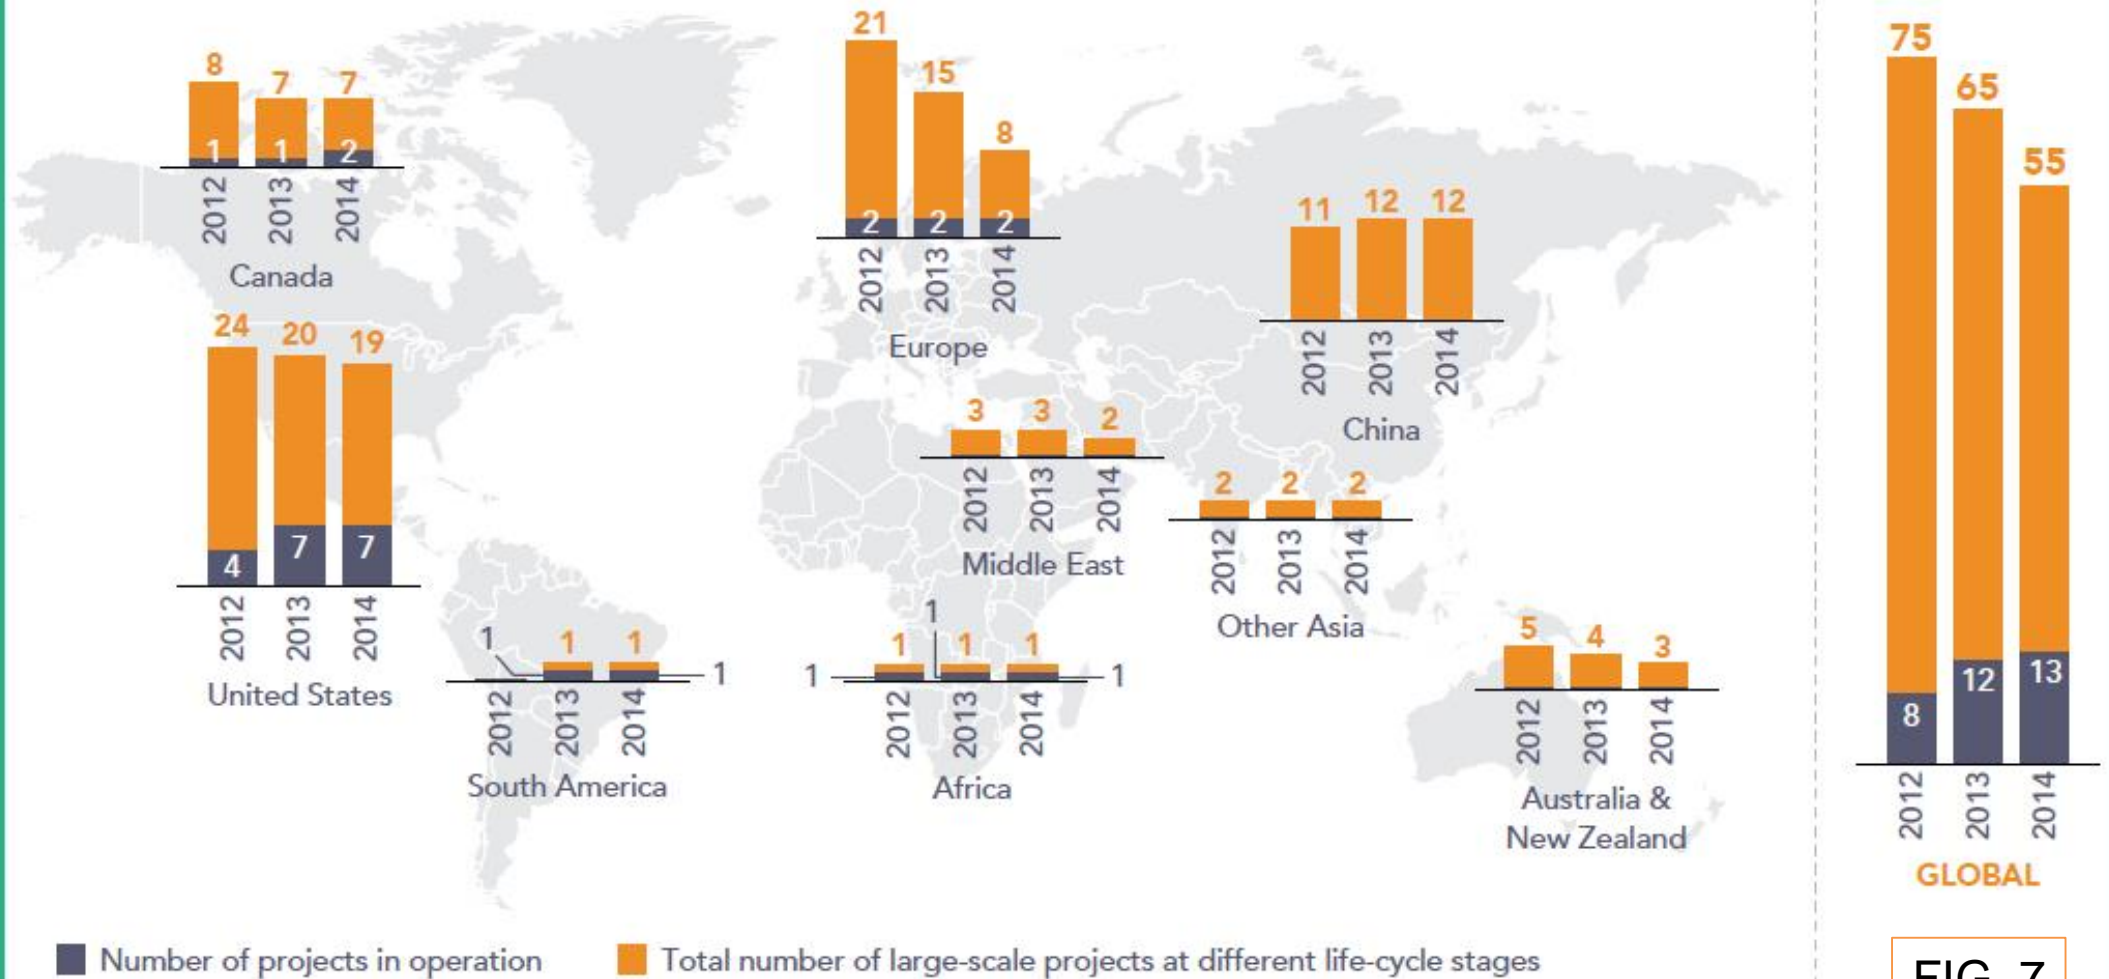 8 7 7
1 1 2
2012 2013 2014
Canada
24 20 19
4 7 7
2012 2013 2014
United States
1 1 1 1
2012 2013 2014
South America
21 15 8
2 2 2
2012 2013 2014
Europe
3 3 2
2012 2013 2014
Middle East
1
1 1 1
1 1
2012 2013 2014
Africa
11 12 12
2012 2013 2014
China
2 2 2
2012 2013 2014
Other Asia
5 4 3
2012 2013 2014
Australia &
New Zealand
75 65 55
8 12 13
2012 2013 2014
GLOBAL
Number of projects in operation
Total number of large-scale projects at different life-cycle stages
FIG. 7